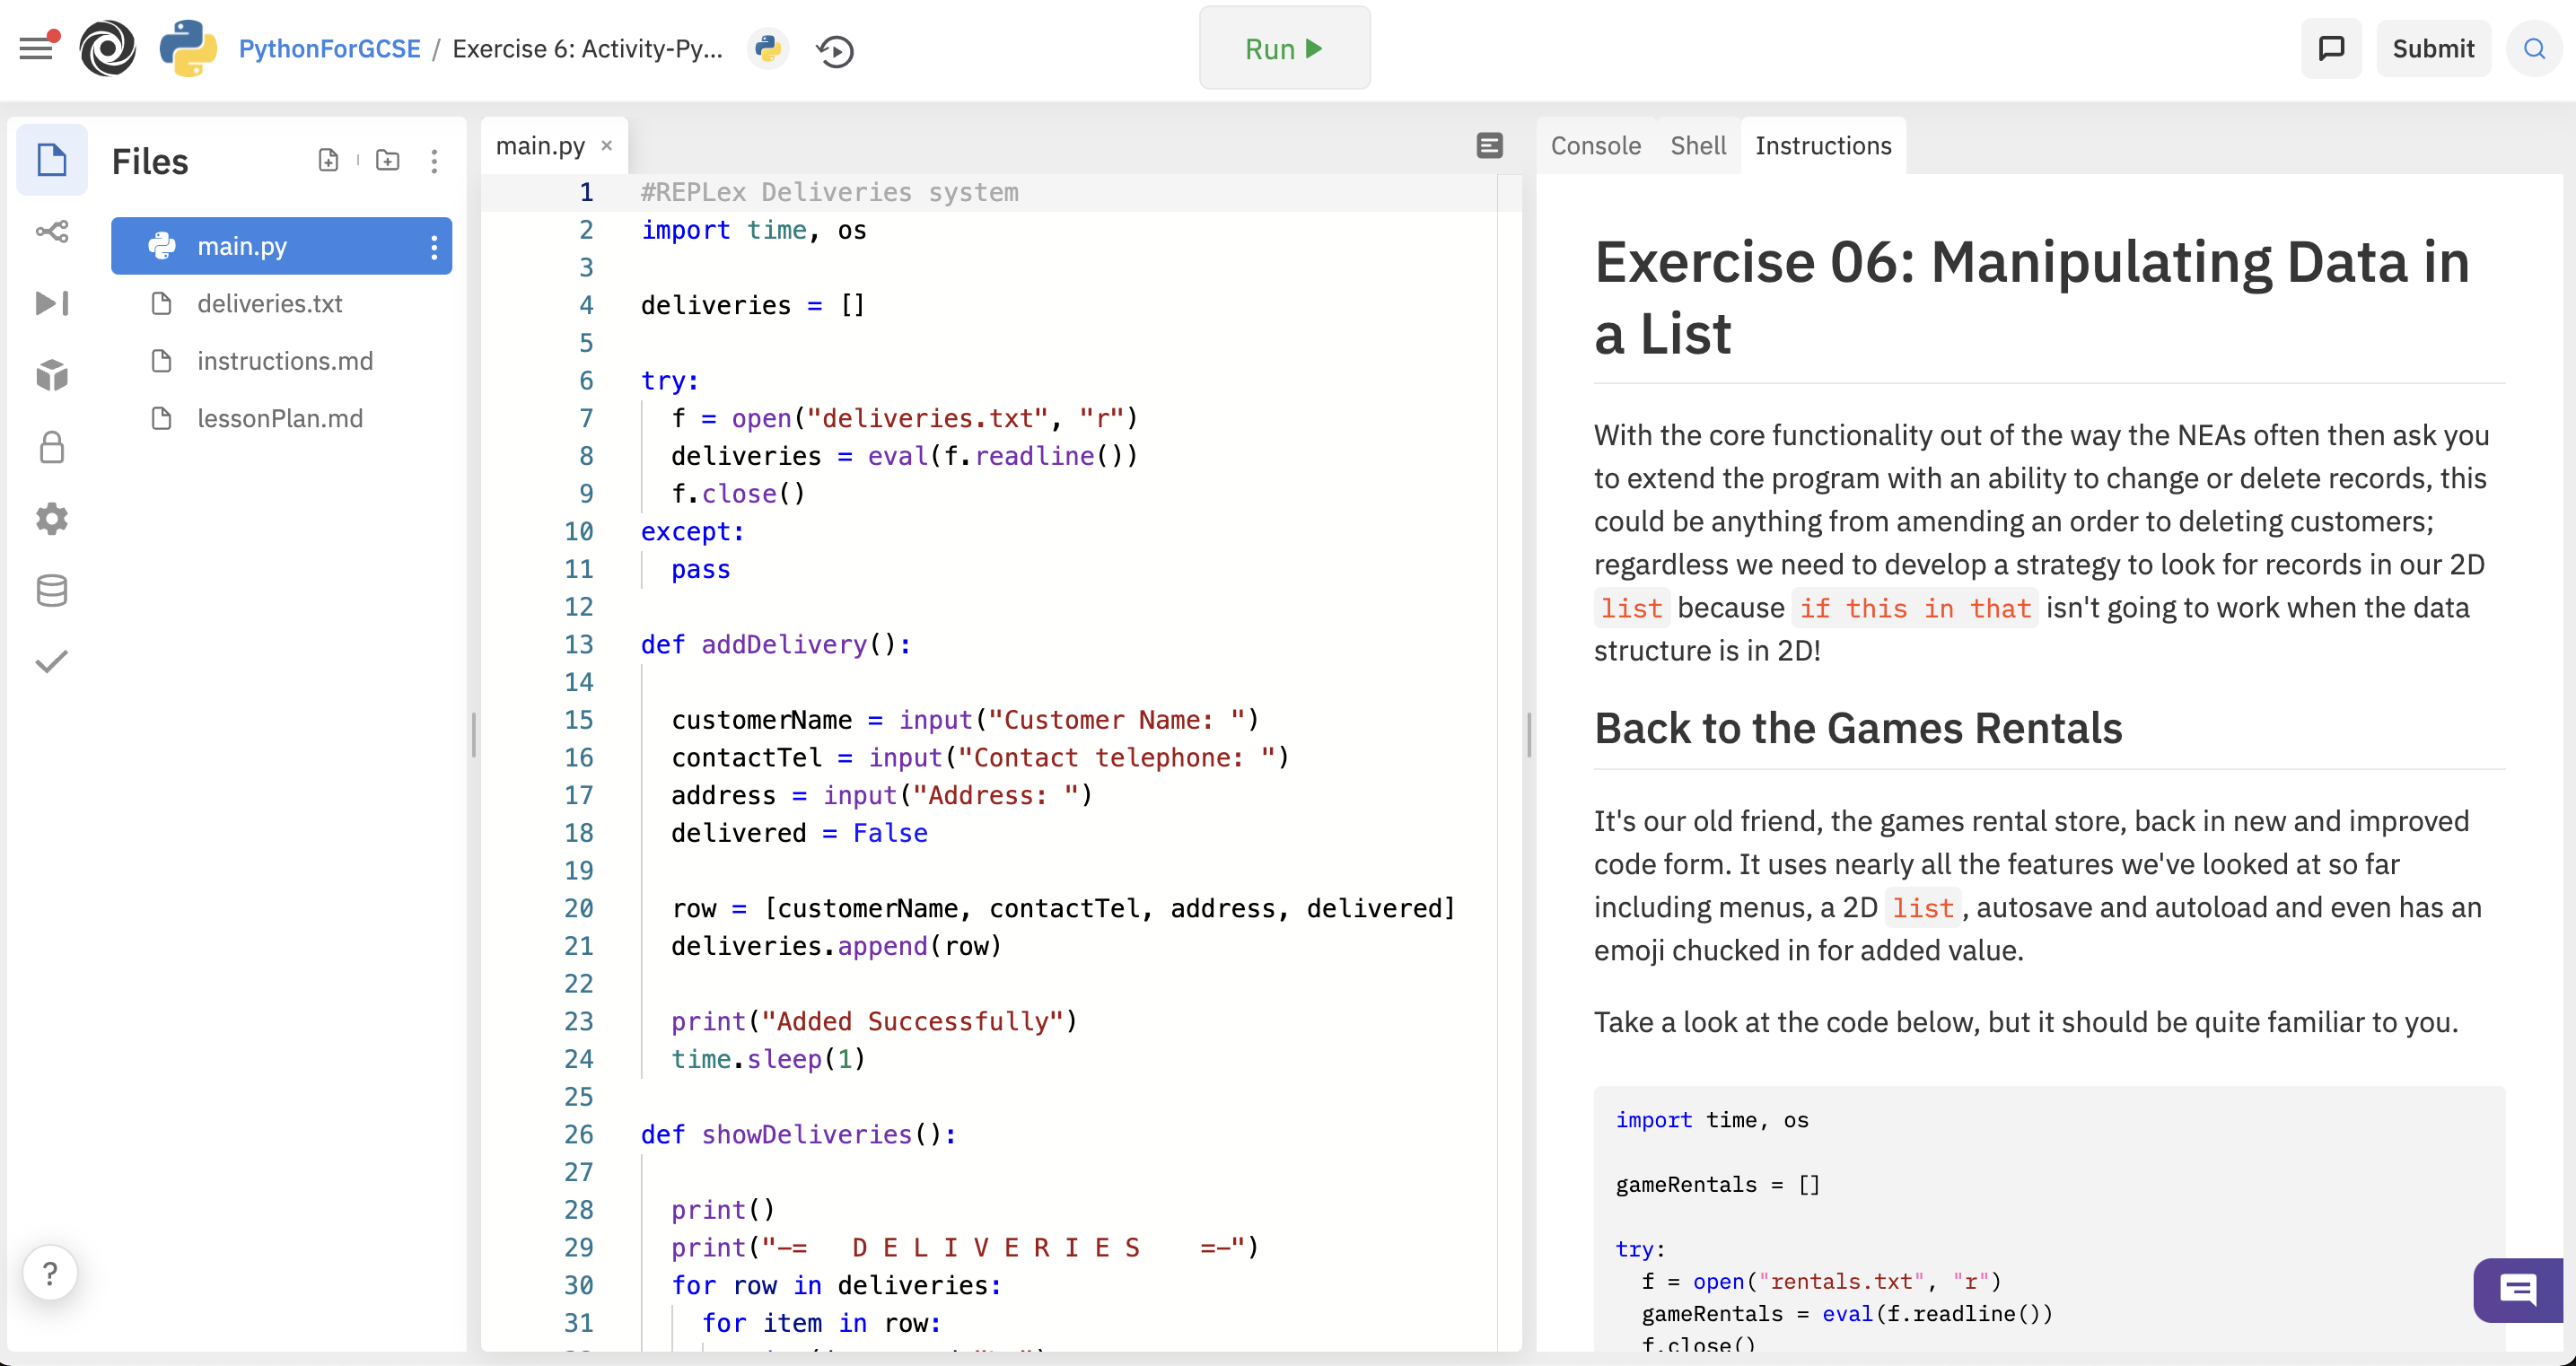 PythonForGCSE / Exercise 6: Activity-Py...
Run
Submit
Files
main.py
deliveries.txt
instructions.md
lessonPlan.md
?
main.py ×
1 #REPLex Deliveries system
2 import time, os
3
4 deliveries = []
5
6 try:
7 f = open("deliveries.txt", "r")
8 deliveries = eval(f.readline())
9 f.close()
10 except:
11 pass
12
13 def addDelivery():
14
15 customerName = input("Customer Name: ")
16 contactTel = input("Contact telephone: ")
17 address = input("Address: ")
18 delivered = False
19
20 row = [customerName, contactTel, address, delivered]
21 deliveries.append(row)
22
23 print("Added Successfully")
24 time.sleep(1)
25
26 def showDeliveries():
27
28 print()
29 print("-=   D E L I V E R I E S    =-")
30 for row in deliveries:
31 for item in row:
Console Shell Instructions
Exercise 06: Manipulating Data in
a List
With the core functionality out of the way the NEAs often then ask you
to extend the program with an ability to change or delete records, this
could be anything from amending an order to deleting customers;
regardless we need to develop a strategy to look for records in our 2D
list because if this in that isn't going to work when the data
structure is in 2D!
Back to the Games Rentals
It's our old friend, the games rental store, back in new and improved
code form. It uses nearly all the features we've looked at so far
including menus, a 2D list, autosave and autoload and even has an
emoji chucked in for added value.
Take a look at the code below, but it should be quite familiar to you.
import time, os
gameRentals = []
try:
f = open("rentals.txt", "r")
gameRentals = eval(f.readline())
f.close()